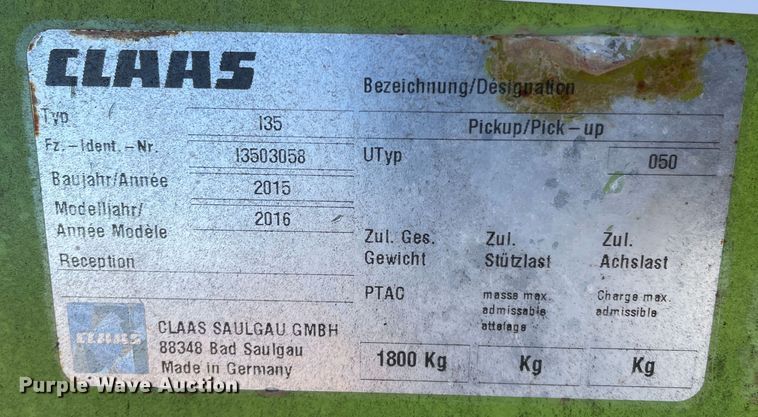 CLAAS
Bezeichnung/Désignation
Typ I35
Pickup/Pick-up
Fz.-Ident.-Nr. I3503058
UTyp 050
Baujahr/Année 2015
Modelljahr/
Année Modèle 2016
Reception
Zul. Ges.
Gewicht
Zul.
Stützlast
Zul.
Achslast
PTAC
masse max.
admissable
attelage
Charge max.
admissible
1800 Kg
Kg
Kg
CLAAS
CLAAS SAULGAU GMBH
88348 Bad Saulgau
Made in Germany
Purple Wave Auction